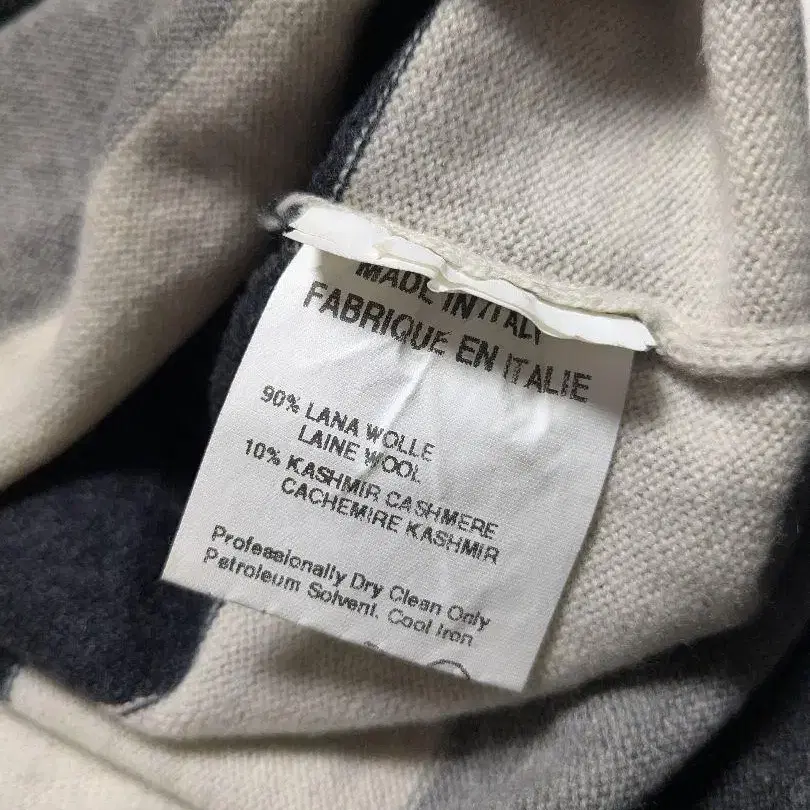 MADE IN ITALY
FABRIQUE EN ITALIE
90% LANA WOLLE
LAINE WOOL
10% KASHMIR CASHMERE
CACHEMIRE KASHMIR
Professionally Dry Clean Only
Petroleum Solvent. Cool Iron